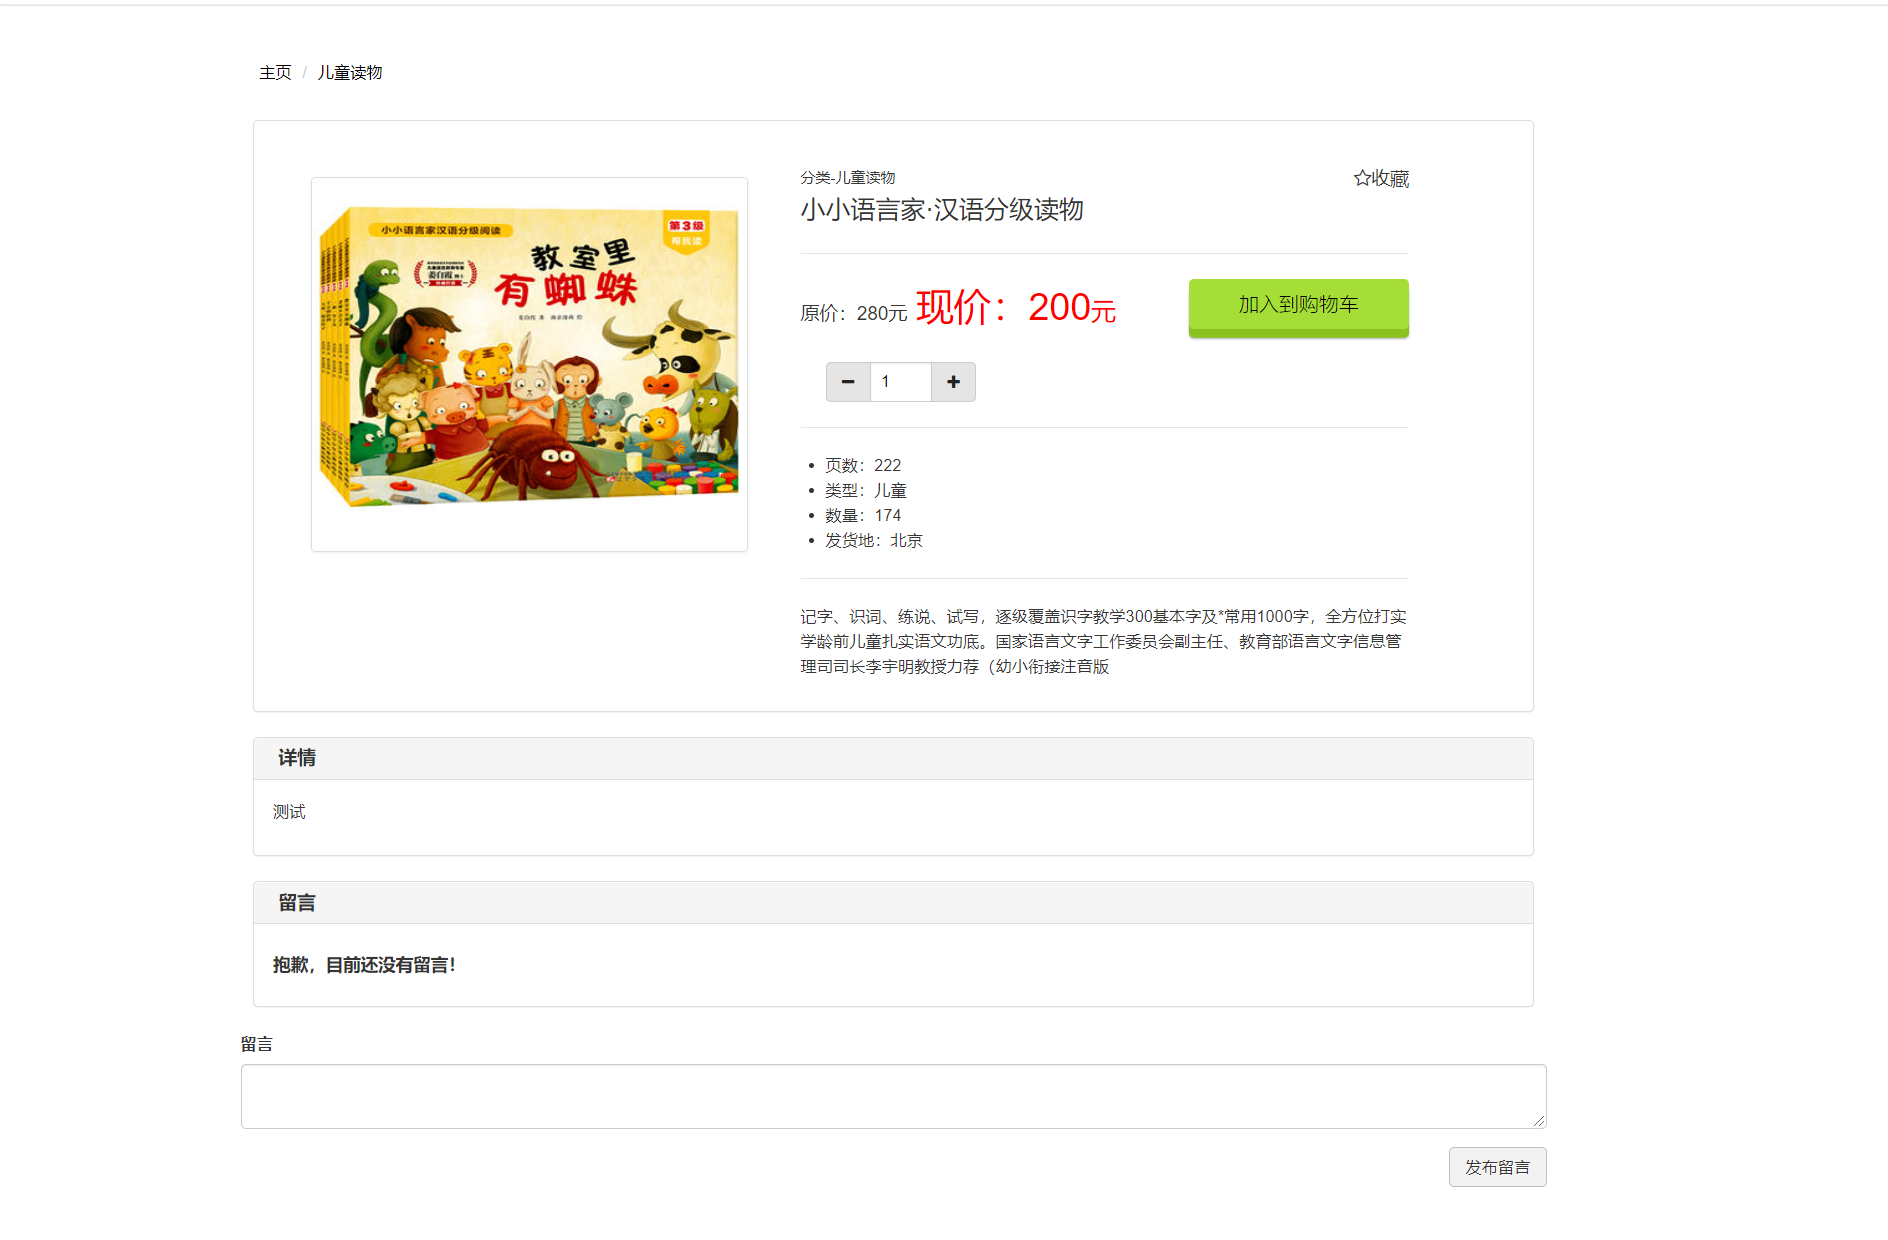 主页 / 儿童读物
小小语言家汉语分级阅读
第3级
帮我读
教室里
有蜘蛛
分类-儿童读物
☆收藏
小小语言家·汉语分级读物
原价：280元 现价：200元
加入到购物车
1
页数：222
类型：儿童
数量：174
发货地：北京
记字、识词、练说、试写，逐级覆盖识字教学300基本字及*常用1000字，全方位打实
学龄前儿童扎实语文功底。国家语言文字工作委员会副主任、教育部语言文字信息管
理司司长李宇明教授力荐（幼小衔接注音版
详情
测试
留言
抱歉，目前还没有留言！
留言
发布留言